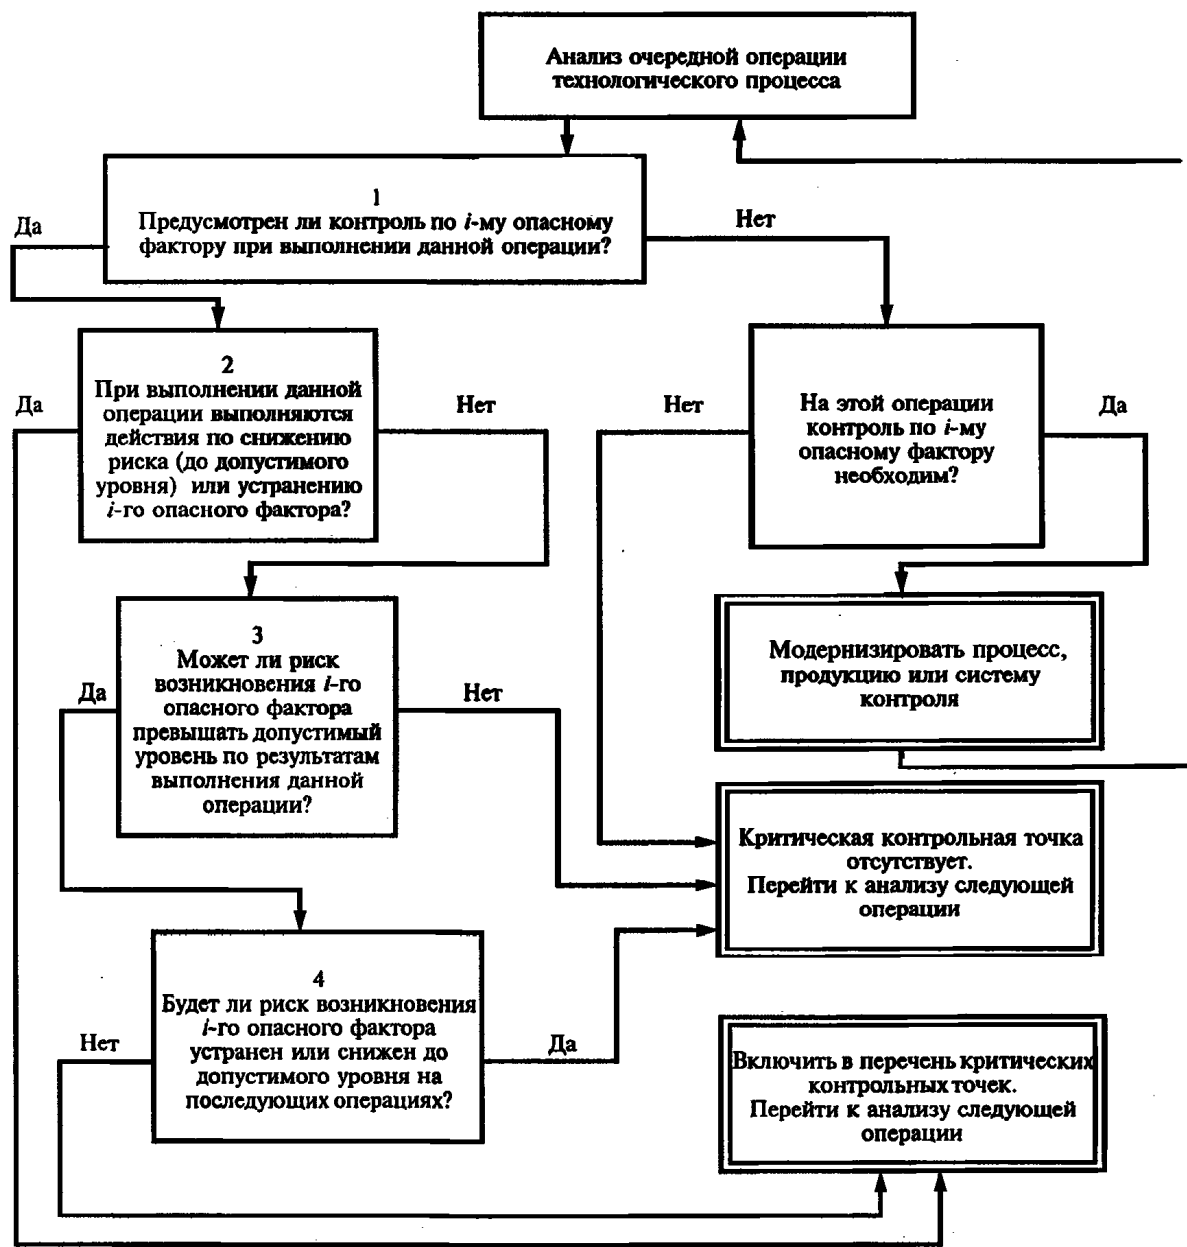 Анализ очередной операции
технологического процесса
1
Предусмотрен ли контроль по i-му опасному
фактору при выполнении данной операции?
Да
Нет
2
При выполнении данной
операции выполняются
действия по снижению
риска (до допустимого
уровня) или устранению
i-го опасного фактора?
Да
Нет
Нет
На этой операции
контроль по i-му
опасному фактору
необходим?
Да
3
Может ли риск
возникновения i-го
опасного фактора
превышать допустимый
уровень по результатам
выполнения данной
операции?
Да
Нет
Модернизировать процесс,
продукцию или систему
контроля
Критическая контрольная точка
отсутствует.
Перейти к анализу следующей
операции
4
Будет ли риск возникновения
i-го опасного фактора
устранен или снижен до
допустимого уровня на
последующих операциях?
Нет
Да
Включить в перечень критических
контрольных точек.
Перейти к анализу следующей
операции